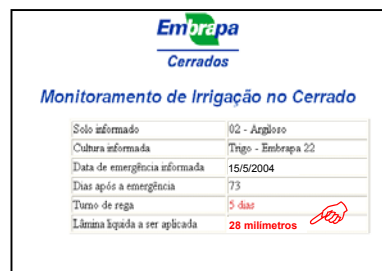 Embrapa
Cerrados
Monitoramento de Irrigação no Cerrado
Solo informado 02 - Argiloso
Cultura informada Trigo - Embrapa 22
Data de emergência informada 15/5/2004
Dias após a emergência 73
Turno de rega 5 dias
Lâmina líquida a ser aplicada 28 milímetros